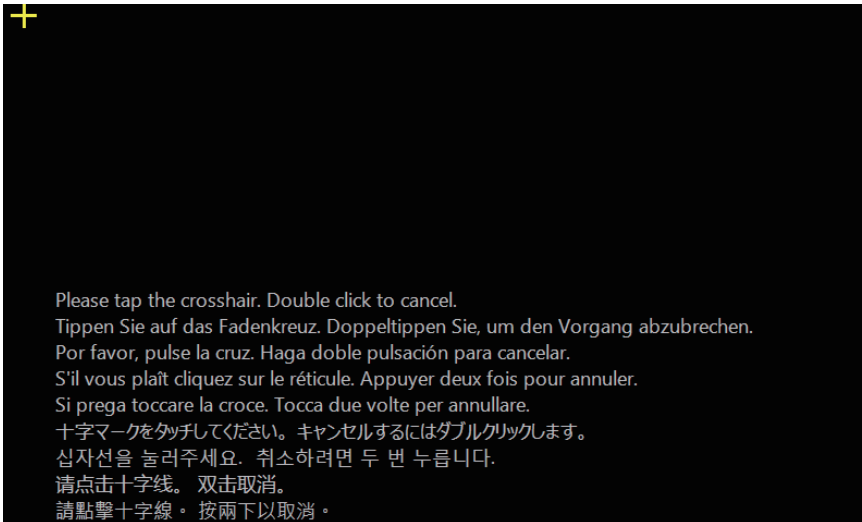 Please tap the crosshair. Double click to cancel.
Tippen Sie auf das Fadenkreuz. Doppeltippen Sie, um den Vorgang abzubrechen.
Por favor, pulse la cruz. Haga doble pulsación para cancelar.
S'il vous plaît cliquez sur le réticule. Appuyer deux fois pour annuler.
Si prega toccare la croce. Tocca due volte per annullare.
十字マークをタッチしてください。キャンセルするにはダブルクリックします。
십자선을 눌러주세요. 취소하려면 두 번 누릅니다.
请点击十字线。 双击取消。
請點擊十字線。 按兩下以取消。